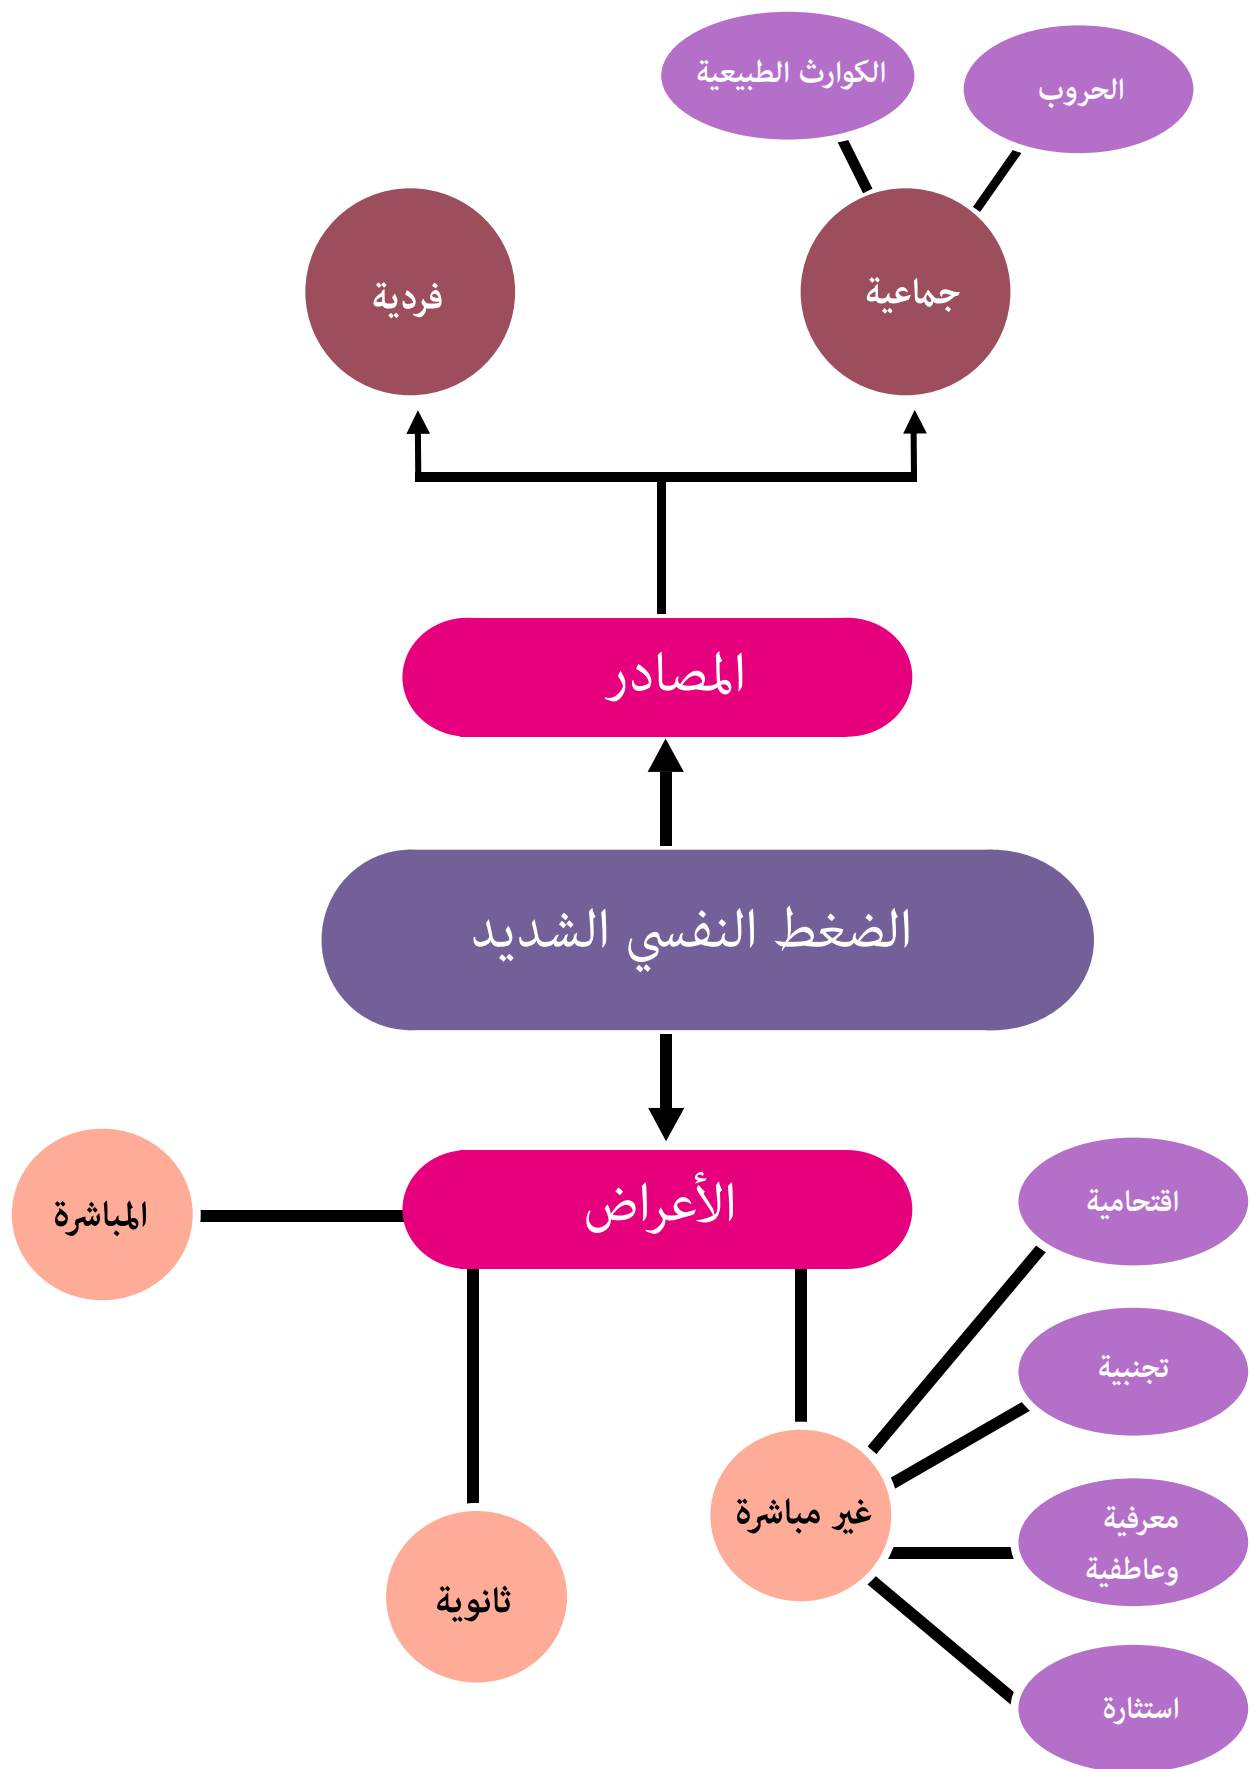 الكوارث الطبيعية
الحروب
فردية
جماعية
المصادر
الضغط النفسي الشديد
الأعراض
المباشرة
اقتحامية
تجنبية
غير مباشرة
معرفية
وعاطفية
ثانوية
استثارة